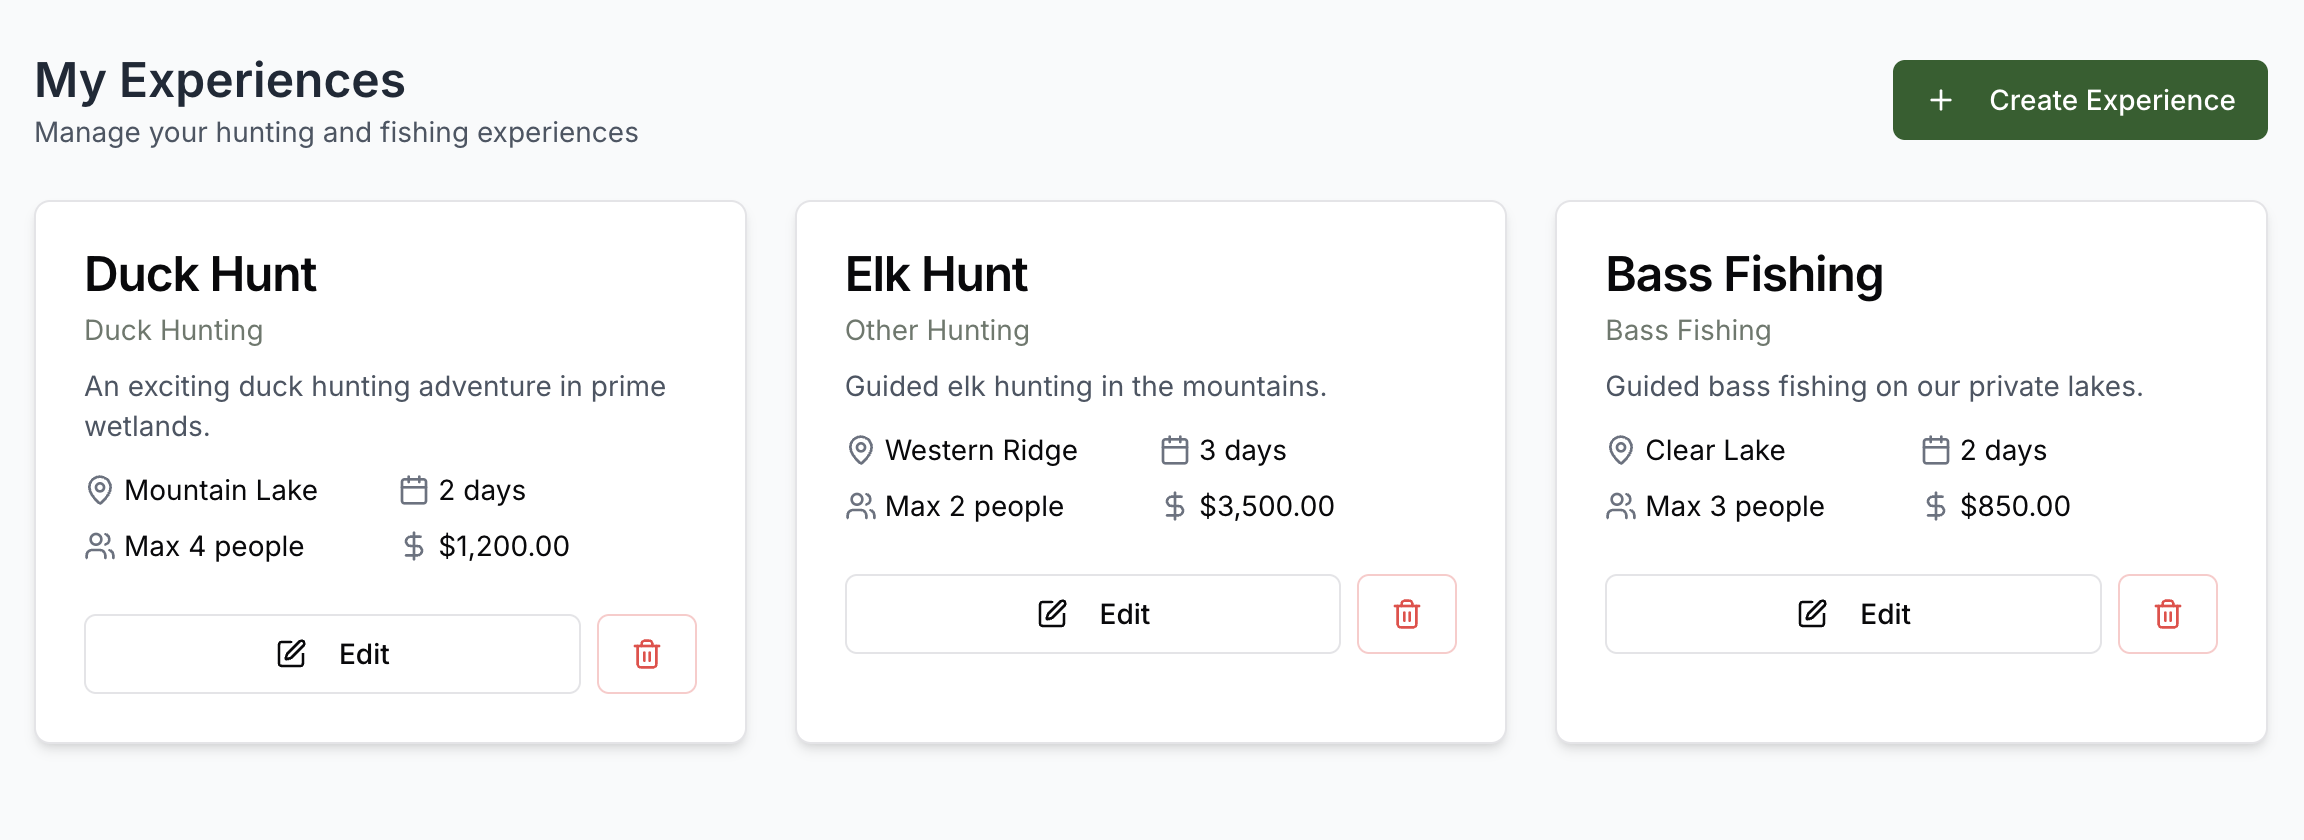 My Experiences
Manage your hunting and fishing experiences
Create Experience
Duck Hunt
Duck Hunting
An exciting duck hunting adventure in prime
wetlands.
Mountain Lake
2 days
Max 4 people
$1,200.00
Edit
Elk Hunt
Other Hunting
Guided elk hunting in the mountains.
Western Ridge
3 days
Max 2 people
$3,500.00
Edit
Bass Fishing
Bass Fishing
Guided bass fishing on our private lakes.
Clear Lake
2 days
Max 3 people
$850.00
Edit